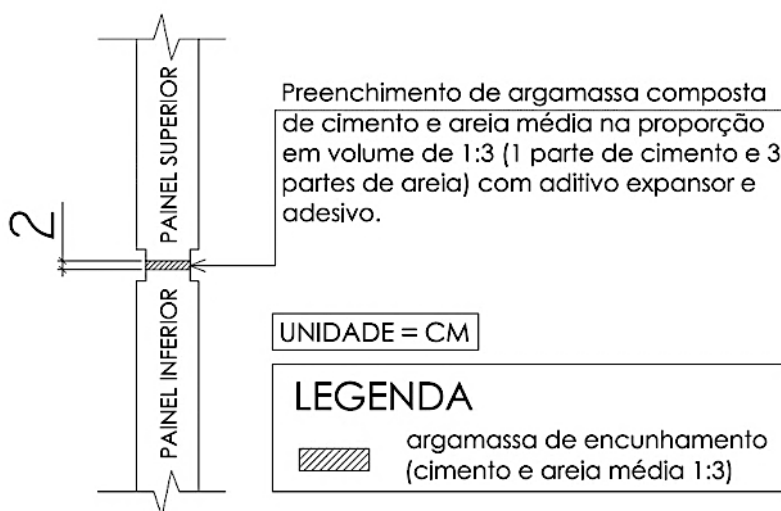 PAINEL SUPERIOR
Preenchimento de argamassa composta
de cimento e areia média na proporção
em volume de 1:3 (1 parte de cimento e 3
partes de areia) com aditivo expansor e
adesivo.
2
PAINEL INFERIOR
UNIDADE = CM
LEGENDA
argamassa de encunhamento
(cimento e areia média 1:3)